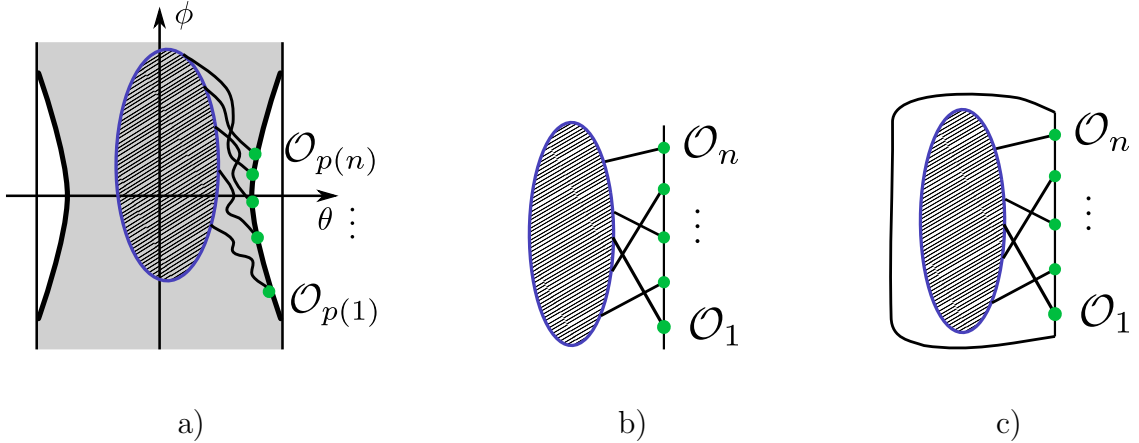 ϕ
θ
𝒪_{p(n)}
⋮
𝒪_{p(1)}
a)
𝒪_n
⋮
𝒪_1
b)
𝒪_n
⋮
𝒪_1
c)